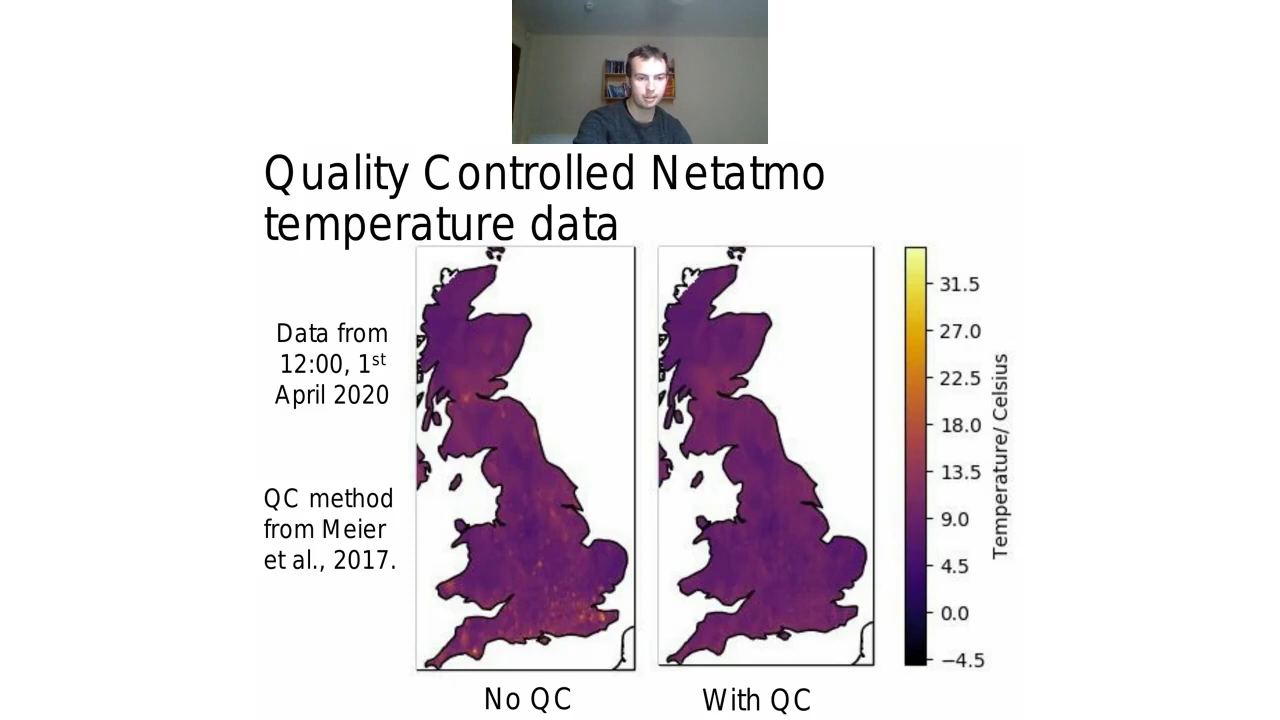 Quality Controlled Netatmo
temperature data
Data from
12:00, 1st
April 2020
QC method
from Meier
et al., 2017.
31.5
27.0
22.5
18.0
13.5
9.0
4.5
0.0
−4.5
Temperature/ Celsius
No QC
With QC